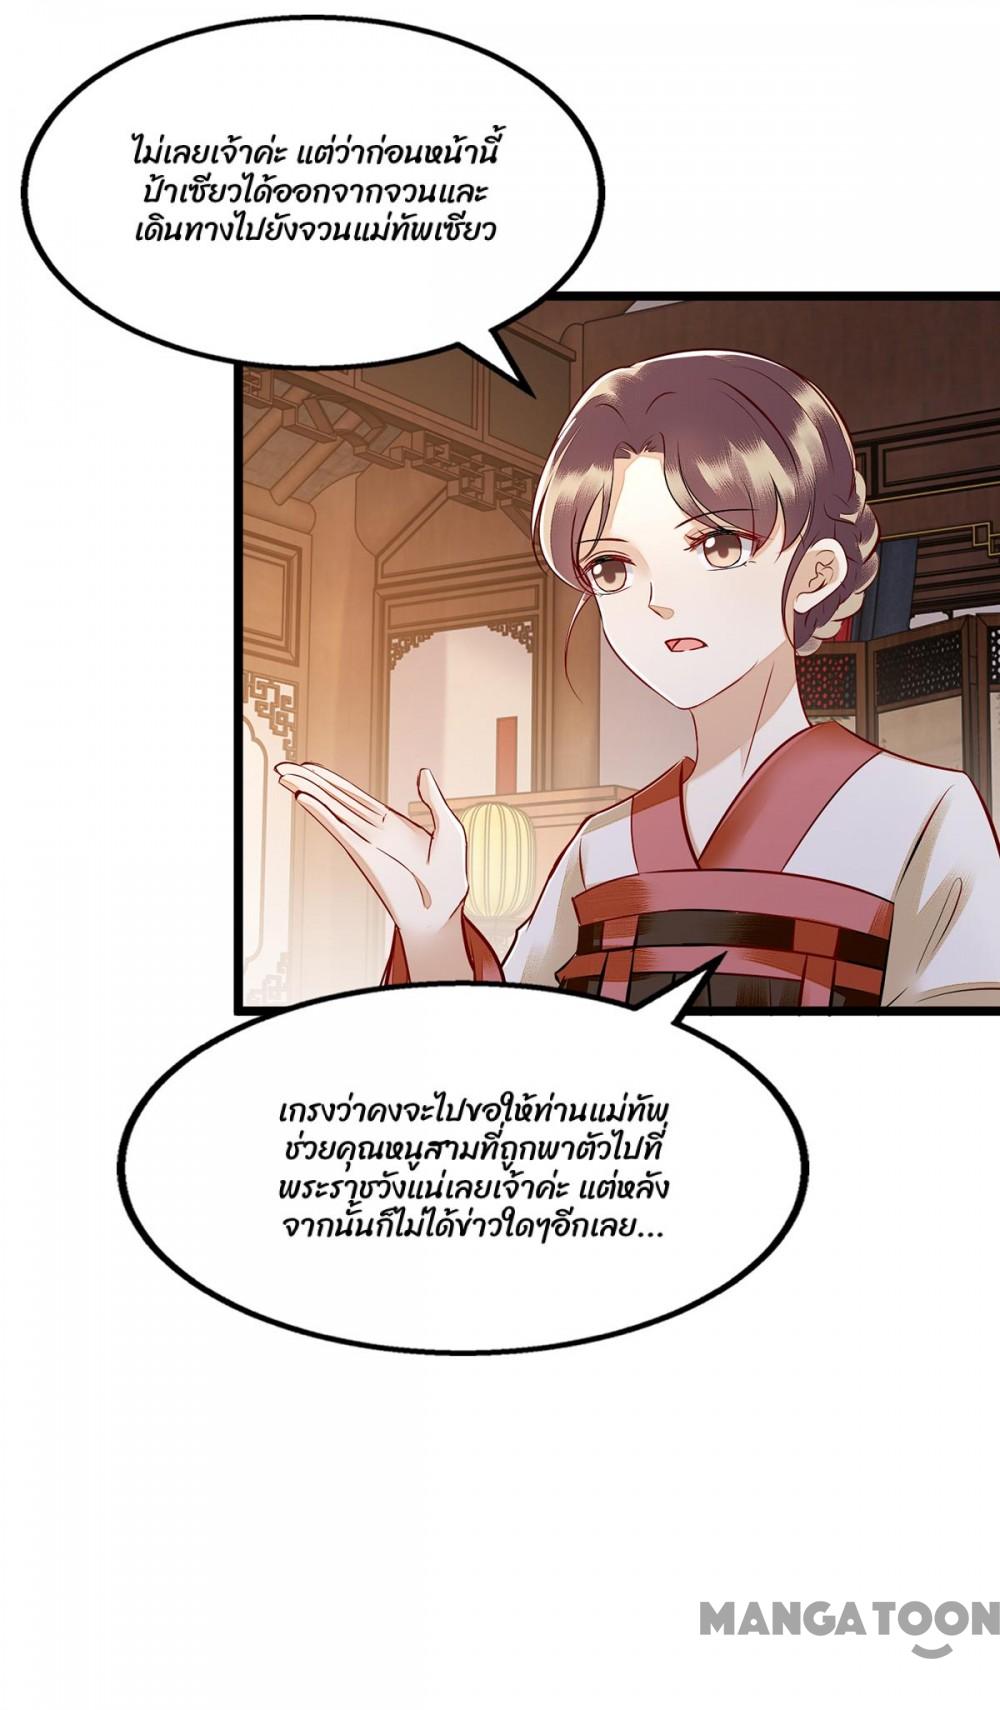 ไม่เลยเจ้าค่ะ แต่ว่าก่อนหน้านี้
ป้าเซียวได้ออกจากจวนและ
เดินทางไปยังจวนแม่ทัพเซียว
เกรงว่าคงจะไปขอให้ท่านแม่ทัพ
ช่วยคุณหนูสามที่ถูกพาตัวไปที่
พระราชวังแน่เลยเจ้าค่ะ แต่หลัง
จากนั้นก็ไม่ได้ข่าวใดๆอีกเลย...
MANGA TOON